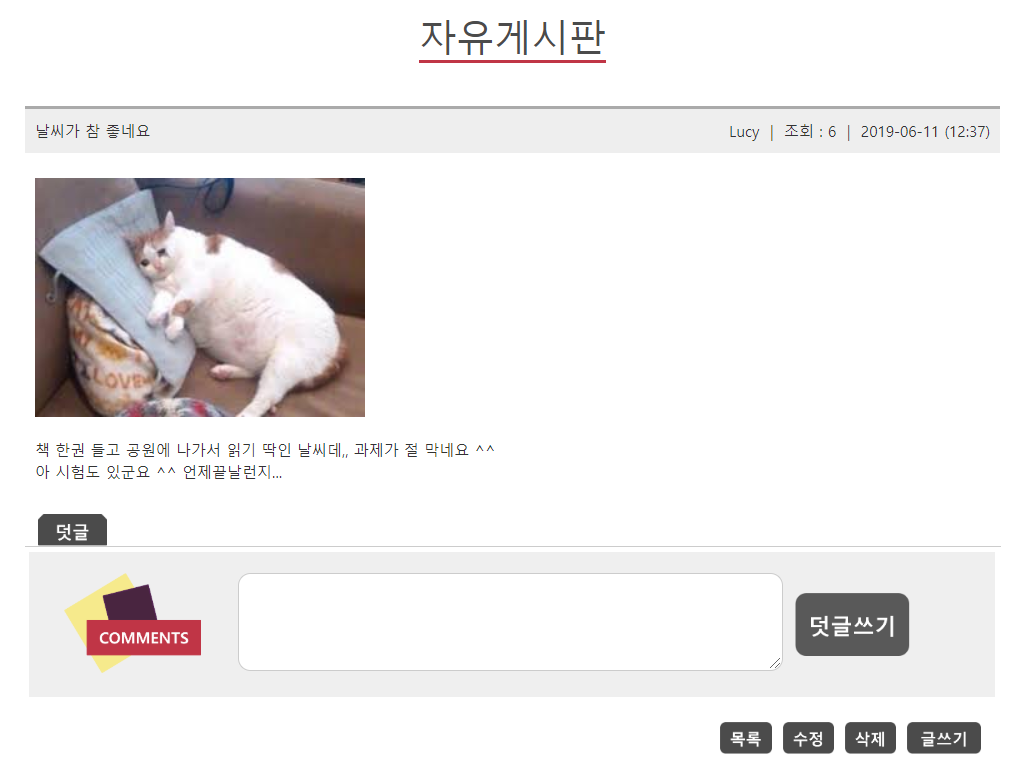 자유게시판
날씨가 참 좋네요
Lucy | 조회 : 6 | 2019-06-11 (12:37)
LOVE
책 한권 들고 공원에 나가서 읽기 딱인 날씨데,, 과제가 절 막네요 ^^
아 시험도 있군요 ^^ 언제끝날런지...
덧글
COMMENTS
덧글쓰기
목록 수정 삭제 글쓰기